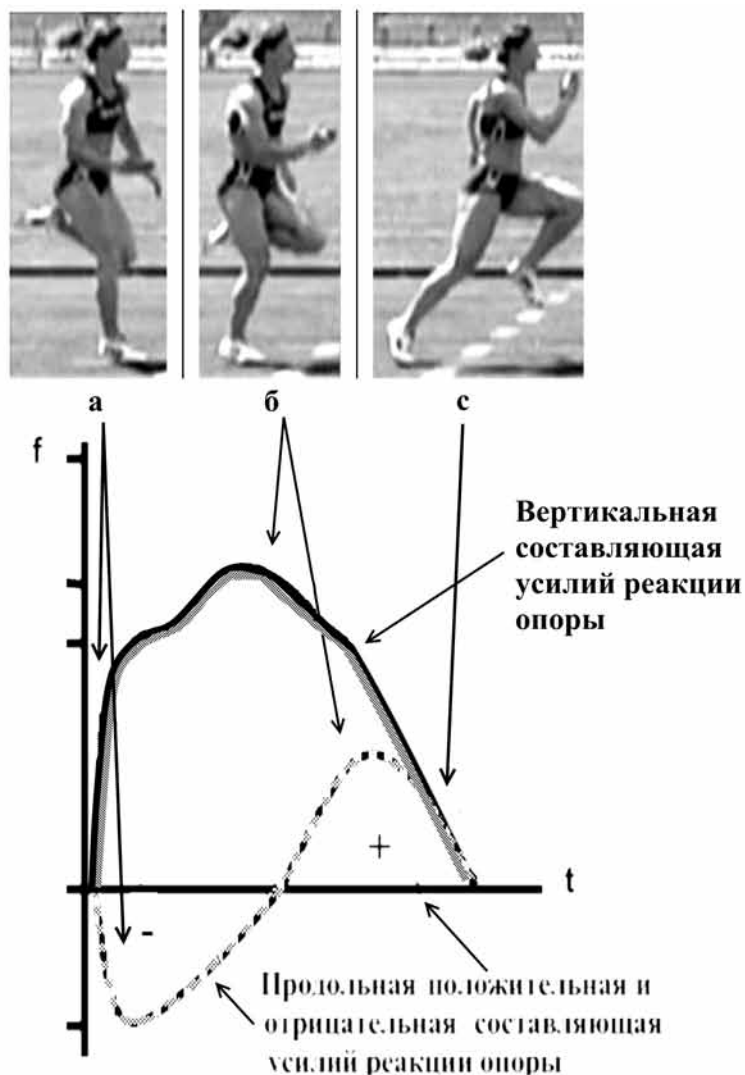 а
б
с
f
Вертикальная
составляющая
усилий реакции
опоры
+
t
-
Продольная положительная и
отрицательная составляющая
усилий реакции опоры